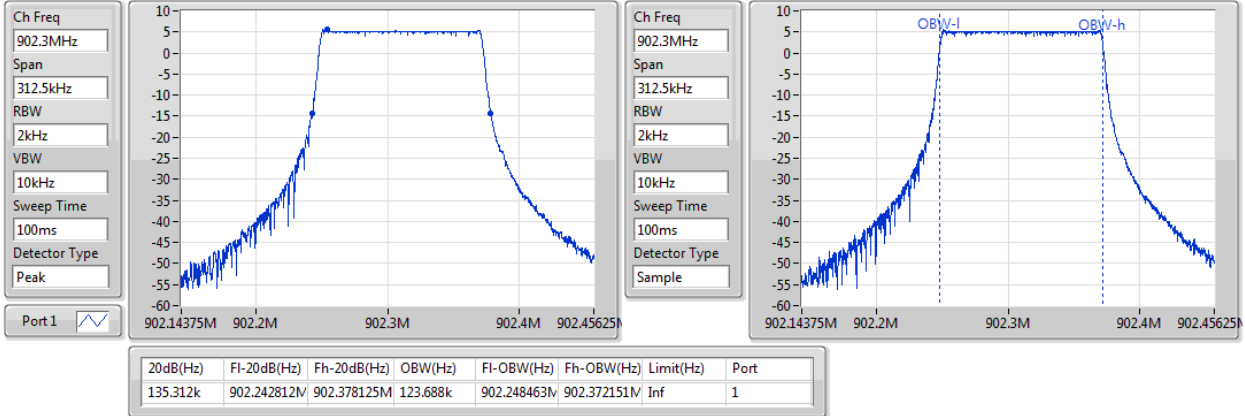 Ch Freq
902.3MHz
Span
312.5kHz
RBW
2kHz
VBW
10kHz
Sweep Time
100ms
Detector Type
Peak
Port 1
10
5
0
-5
-10
-15
-20
-25
-30
-35
-40
-45
-50
-55
-60
902.14375M 902.2M 902.3M 902.4M 902.45625M
Ch Freq
902.3MHz
Span
312.5kHz
RBW
2kHz
VBW
10kHz
Sweep Time
100ms
Detector Type
Sample
OBW-l OBW-h
10
5
0
-5
-10
-15
-20
-25
-30
-35
-40
-45
-50
-55
-60
902.14375M 902.2M 902.3M 902.4M 902.45625M
20dB(Hz) Fl-20dB(Hz) Fh-20dB(Hz) OBW(Hz) Fl-OBW(Hz) Fh-OBW(Hz) Limit(Hz) Port
135.312k 902.242812M 902.378125M 123.688k 902.248463M 902.372151M Inf 1